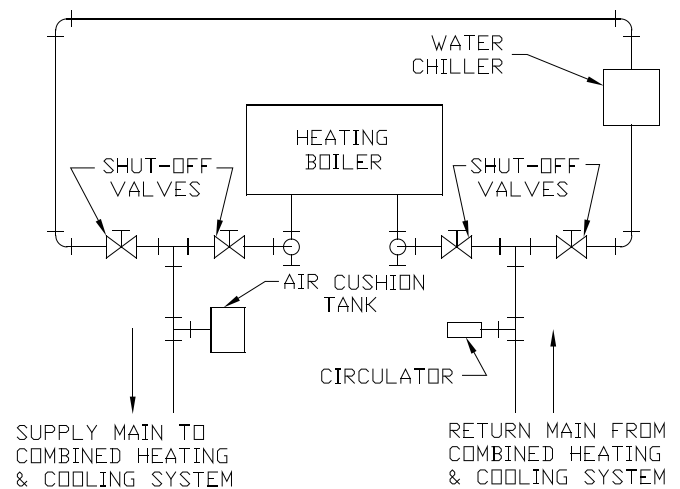 WATER
CHILLER
HEATING
BOILER
SHUT-OFF
VALVES
SHUT-OFF
VALVES
AIR CUSHION
TANK
CIRCULATOR
SUPPLY MAIN TO
COMBINED HEATING
& COOLING SYSTEM
RETURN MAIN FROM
COMBINED HEATING
& COOLING SYSTEM